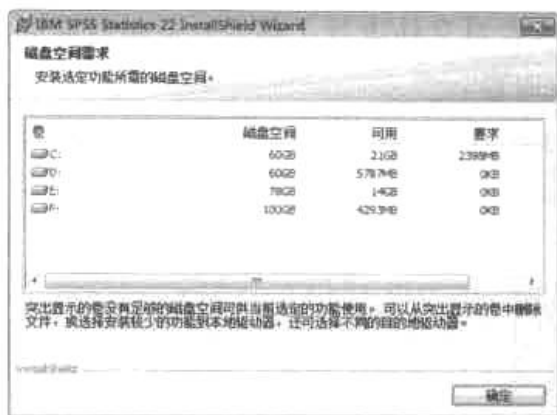 IBM SPSS Statistics 22 InstallShield Wizard
磁盘空间需求
安装选定功能所需的磁盘空间。
卷 磁盘空间 可用 要求
C: 60GB 21GB 2398MB
D: 60GB 5787MB 0KB
E: 78GB 14GB 0KB
F: 100GB 4293MB 0KB
突出显示的卷没有足够的磁盘空间可供当前选定的功能使用。可以从突出显示的卷中删除
文件,或选择安装较少的功能到本地驱动器,还可选择不同的目的地驱动器。
InstallShield
确定